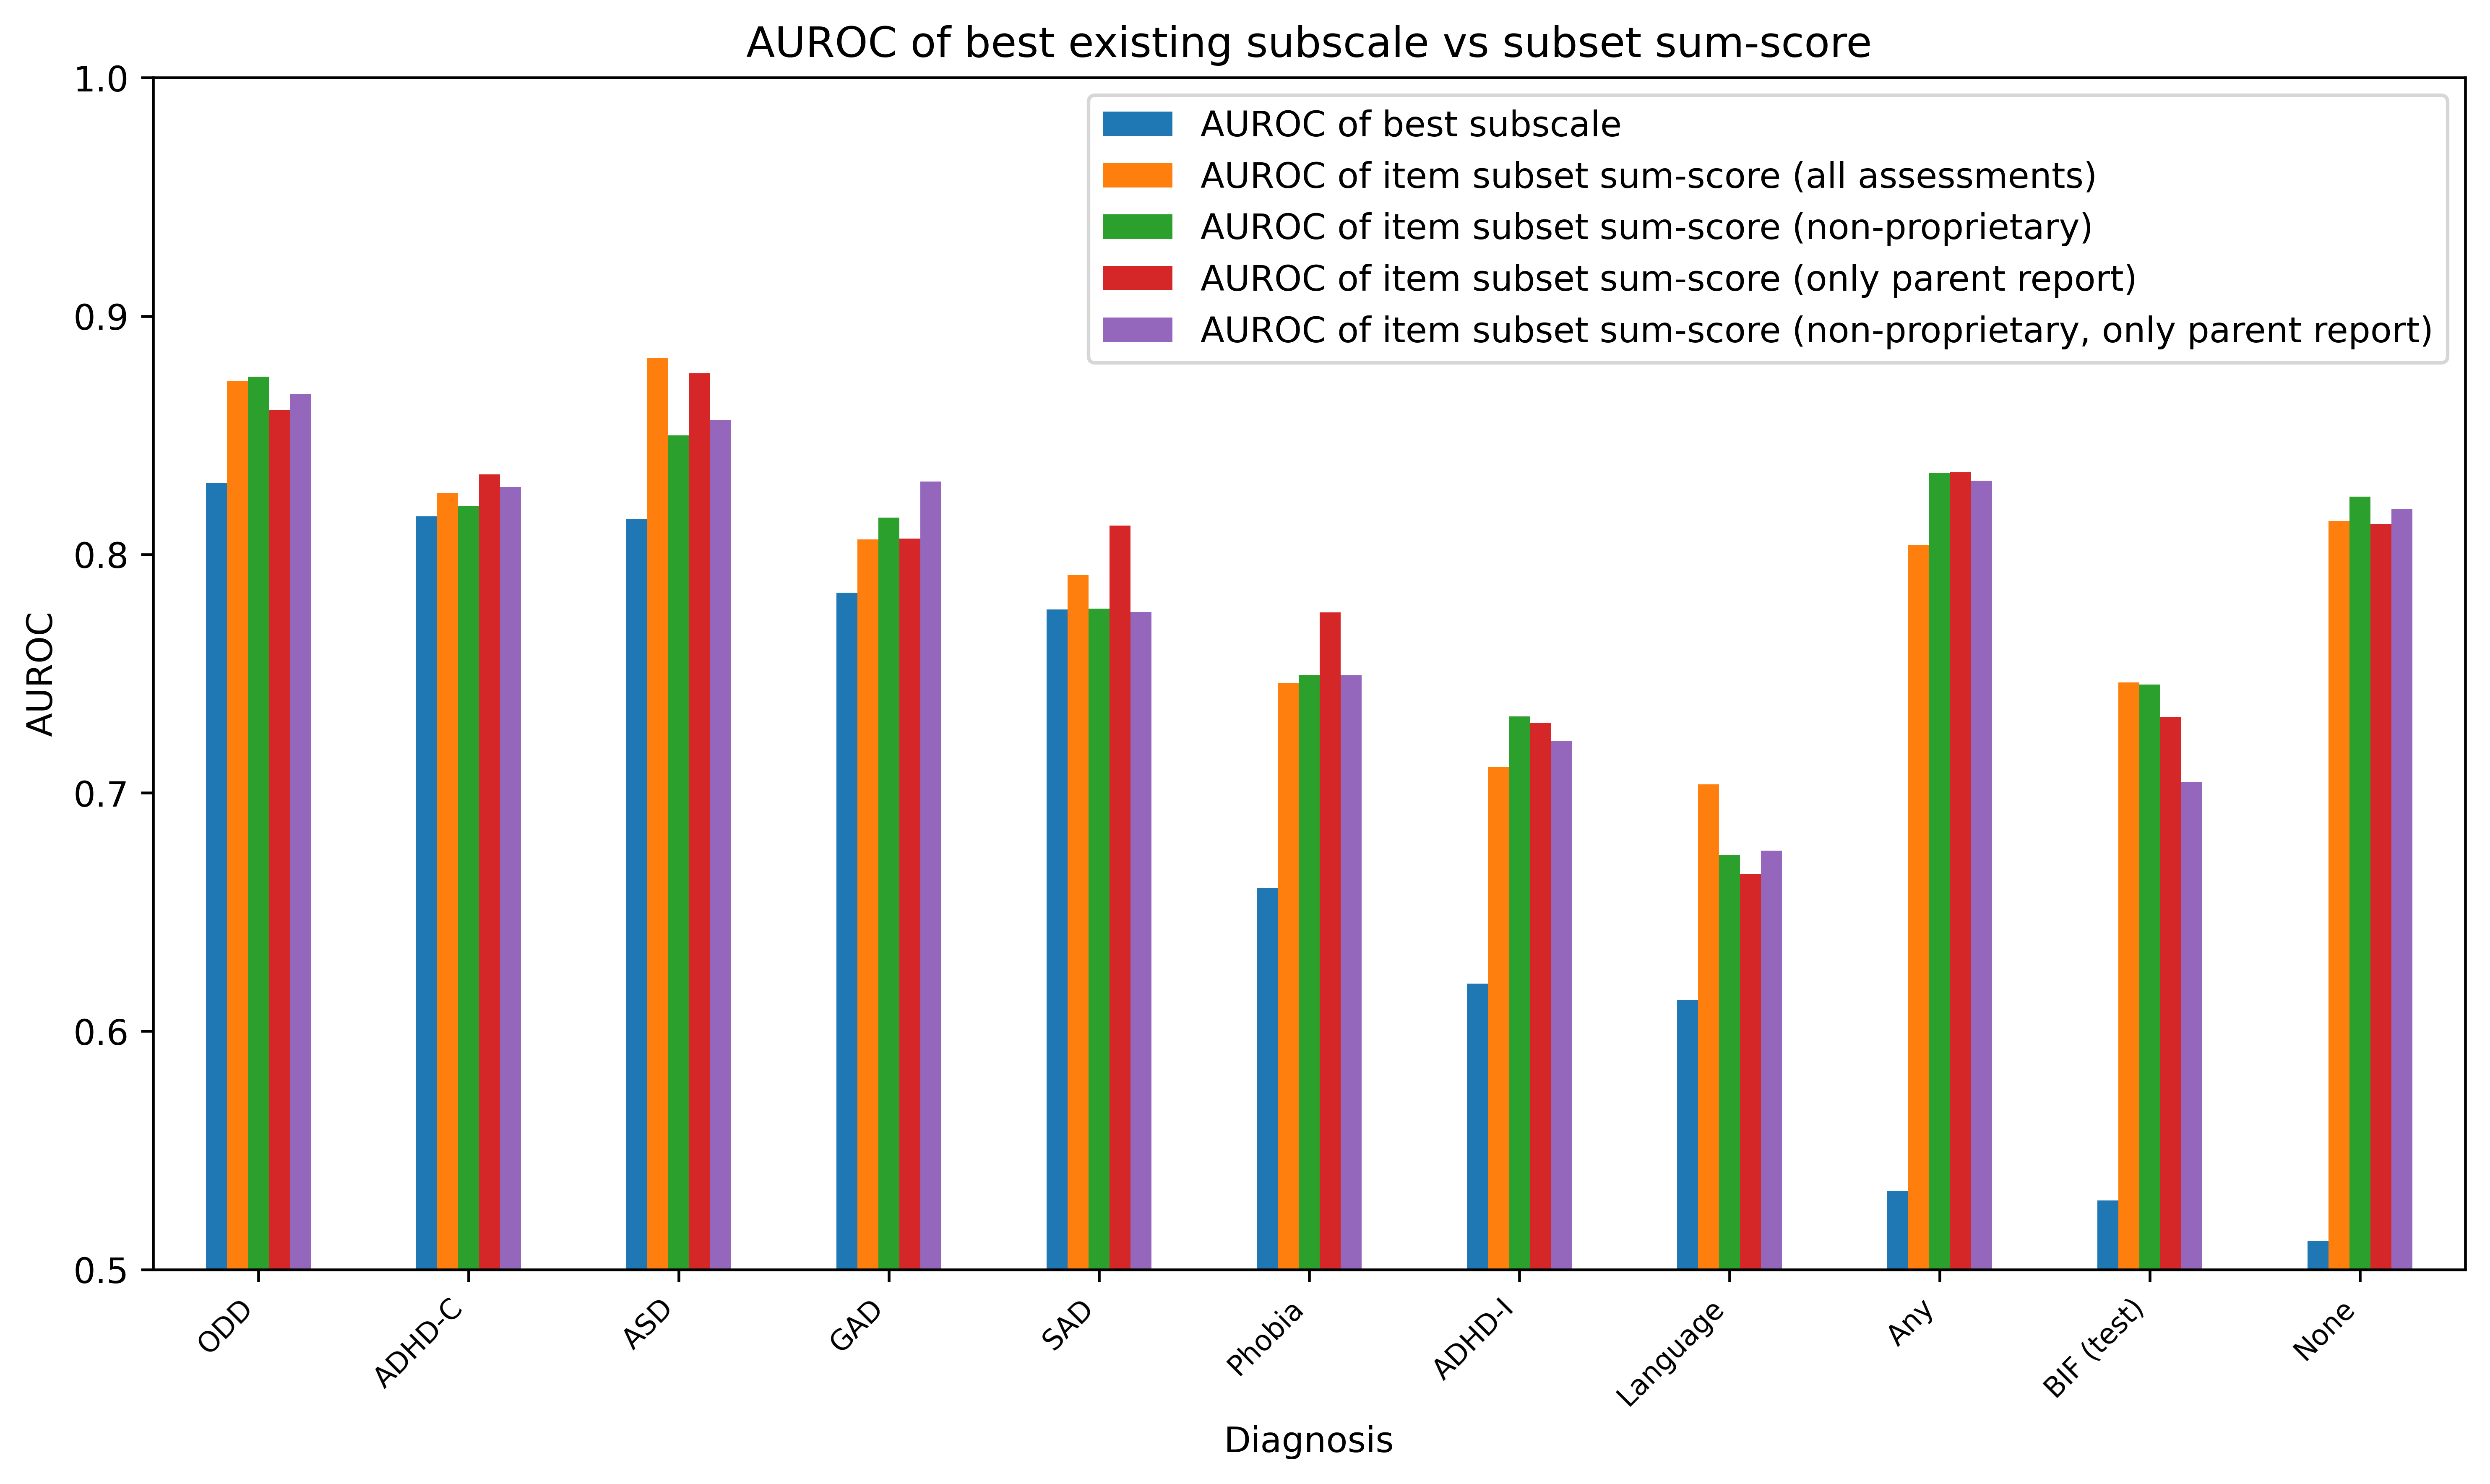 AUROC of best existing subscale vs subset sum-score
AUROC of best subscale
AUROC of item subset sum-score (all assessments)
AUROC of item subset sum-score (non-proprietary)
AUROC of item subset sum-score (only parent report)
AUROC of item subset sum-score (non-proprietary, only parent report)
AUROC
1.0
0.9
0.8
0.7
0.6
0.5
ODD
ADHD-C
ASD
GAD
SAD
Phobia
ADHD-I
Language
Any
BIF (test)
None
Diagnosis